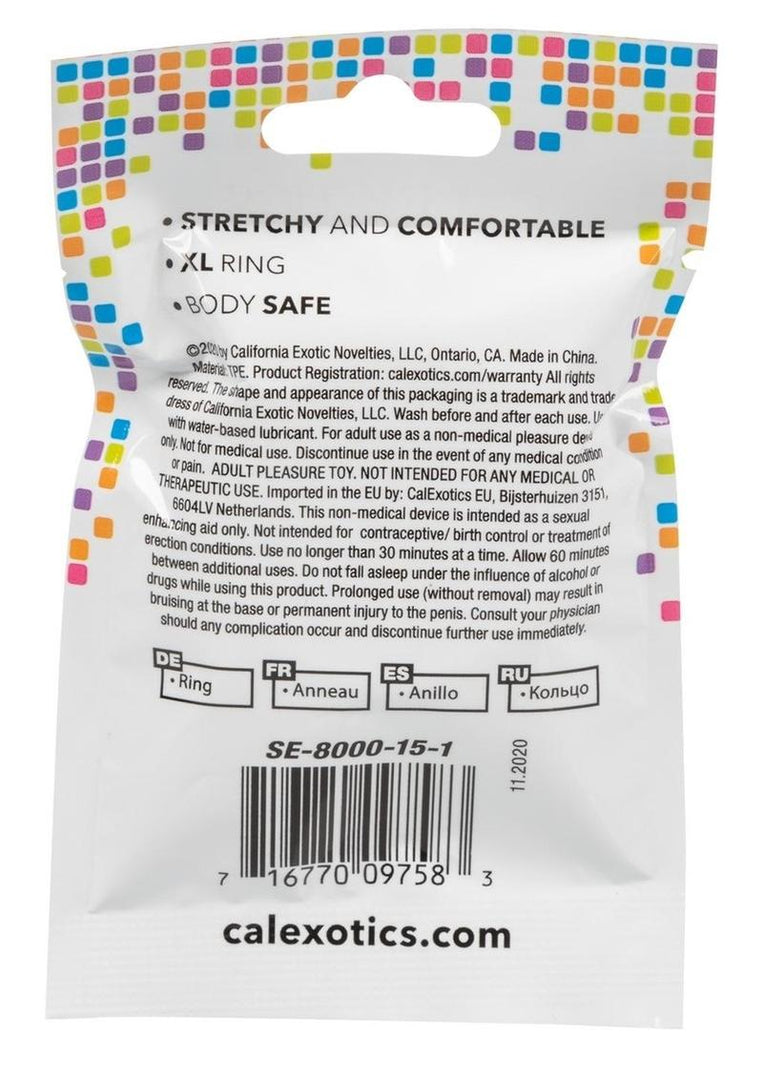 • STRETCHY AND COMFORTABLE
• XL RING
• BODY SAFE
©2020 by California Exotic Novelties, LLC, Ontario, CA. Made in China.
Material: TPE. Product Registration: calexotics.com/warranty All rights
reserved. The shape and appearance of this packaging is a trademark and trade
dress of California Exotic Novelties, LLC. Wash before and after each use.
with water-based lubricant. For adult use as a non-medical pleasure
only. Not for medical use. Discontinue use in the event of any medical condition
or pain. ADULT PLEASURE TOY. NOT INTENDED FOR ANY MEDICAL OR
THERAPEUTIC USE. Imported in the EU by: CalExotics EU, Bijsterhuizen 3151,
6604LV Netherlands. This non-medical device is intended as a sexual
enhancing aid only. Not intended for contraceptive/ birth control or treatment of
erection conditions. Use no longer than 30 minutes at a time. Allow 60 minutes
between additional uses. Do not fall asleep under the influence of alcohol or
drugs while using this product. Prolonged use (without removal) may result in
bruising at the base or permanent injury to the penis. Consult your physician
should any complication occur and discontinue further use immediately.
DE
• Ring
FR
• Anneau
ES
• Anillo
RU
• Кольцо
SE-8000-15-1
11.2020
7 16770 09758 3
calexotics.com